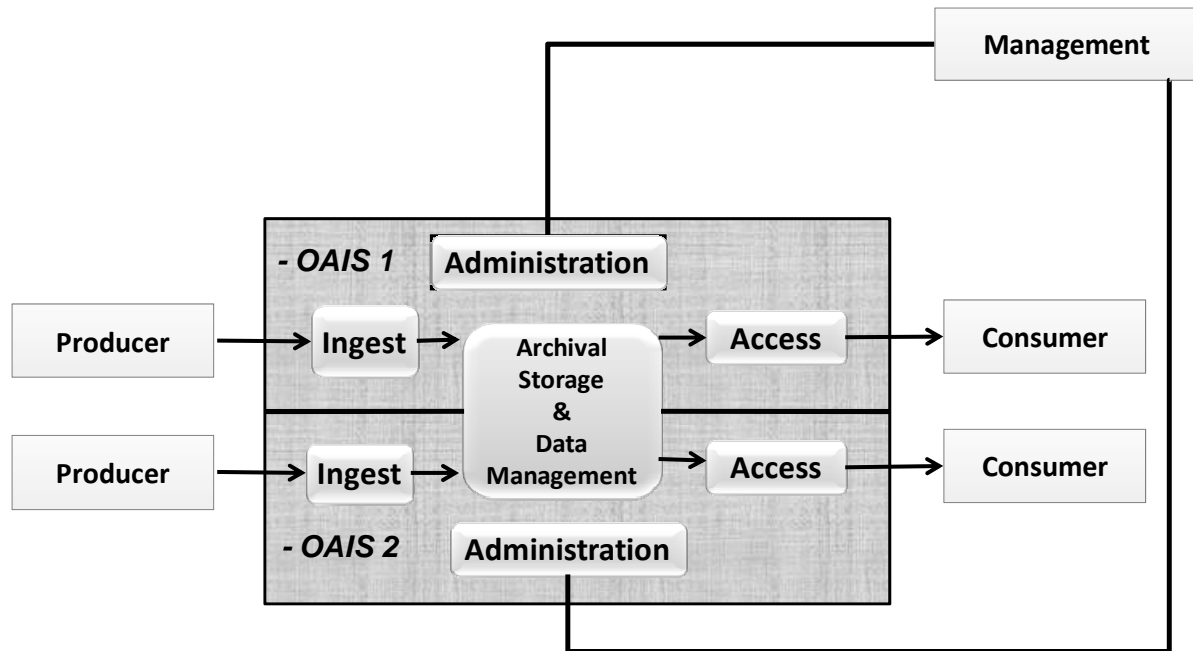 Management
- OAIS 1
Administration
Producer
Ingest
Archival
Storage
&
Data
Management
Access
Consumer
Producer
Ingest
Access
Consumer
- OAIS 2
Administration